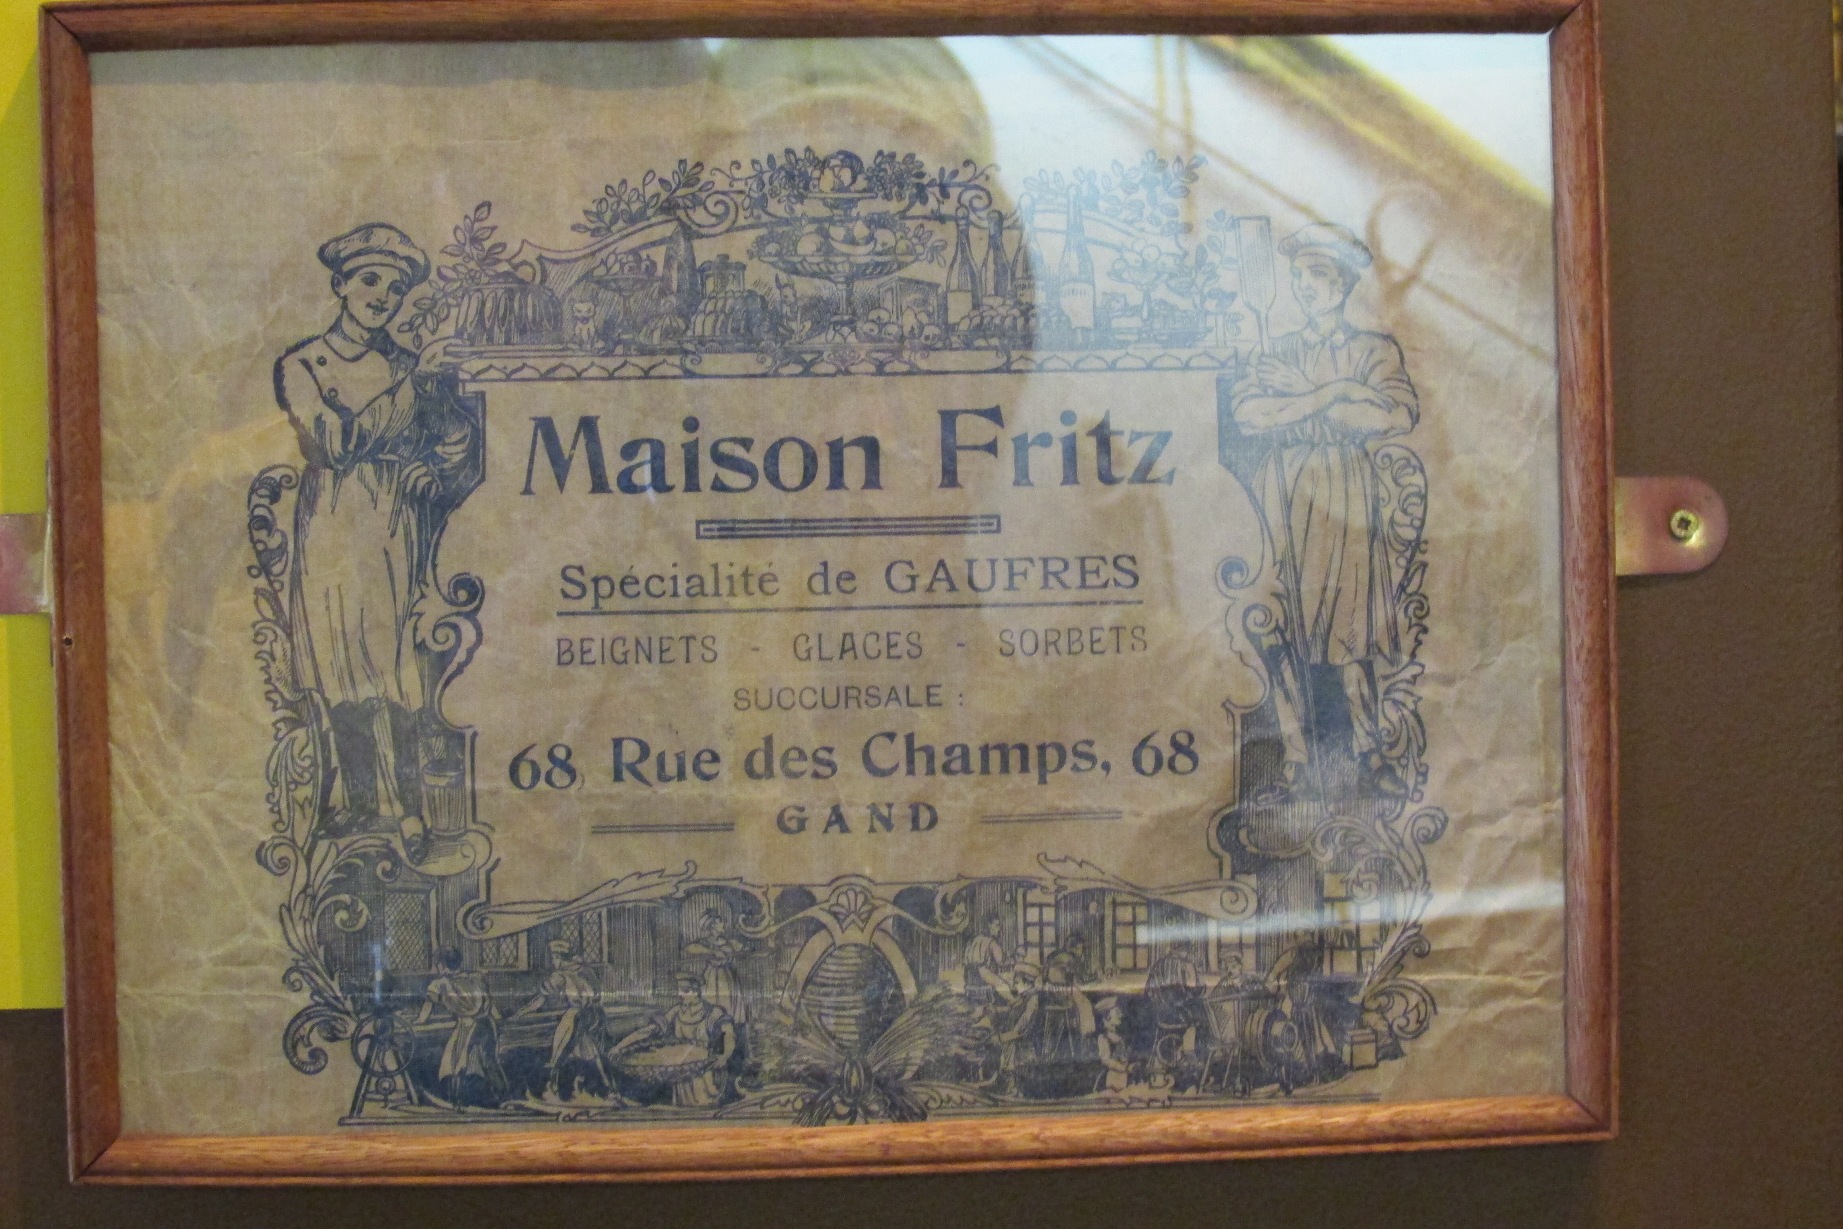 Maison Fritz
Spécialité de GAUFRES
BEIGNETS - GLACES - SORBETS
SUCCURSALE :
68, Rue des Champs, 68
GAND